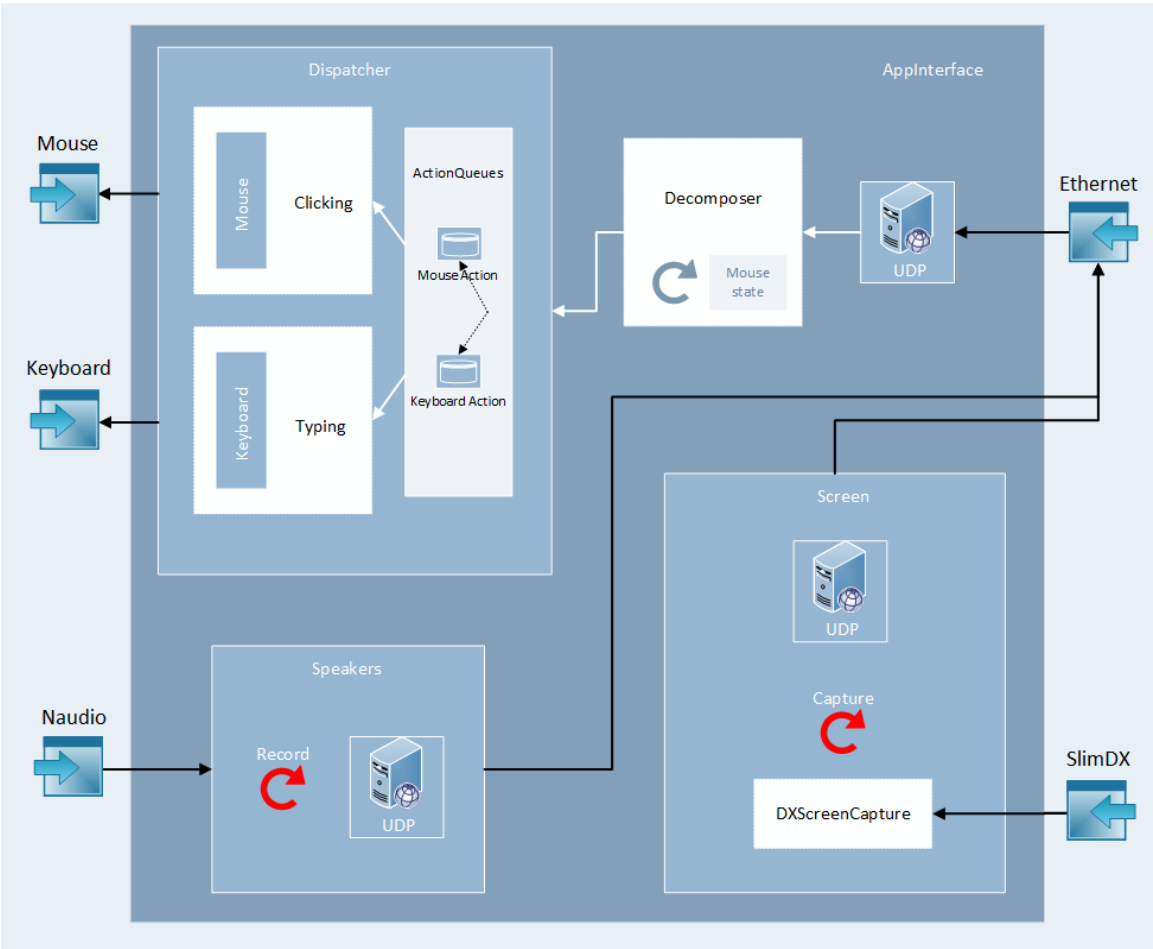 Dispatcher
AppInterface
Mouse
Mouse
Clicking
ActionQueues
MouseAction
Keyboard Action
Decomposer
Mouse
state
UDP
Ethernet
Keyboard
Keyboard
Typing
Screen
UDP
Capture
DXScreenCapture
SlimDX
Speakers
Naudio
Record
UDP